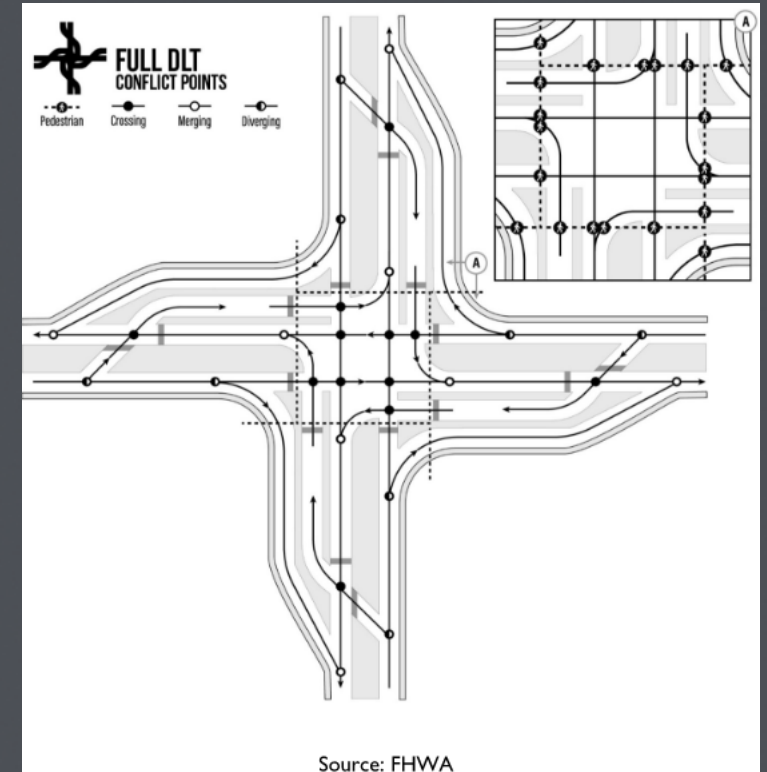 FULL DLT
CONFLICT POINTS
Pedestrian Crossing Merging Diverging
A
A
Source: FHWA